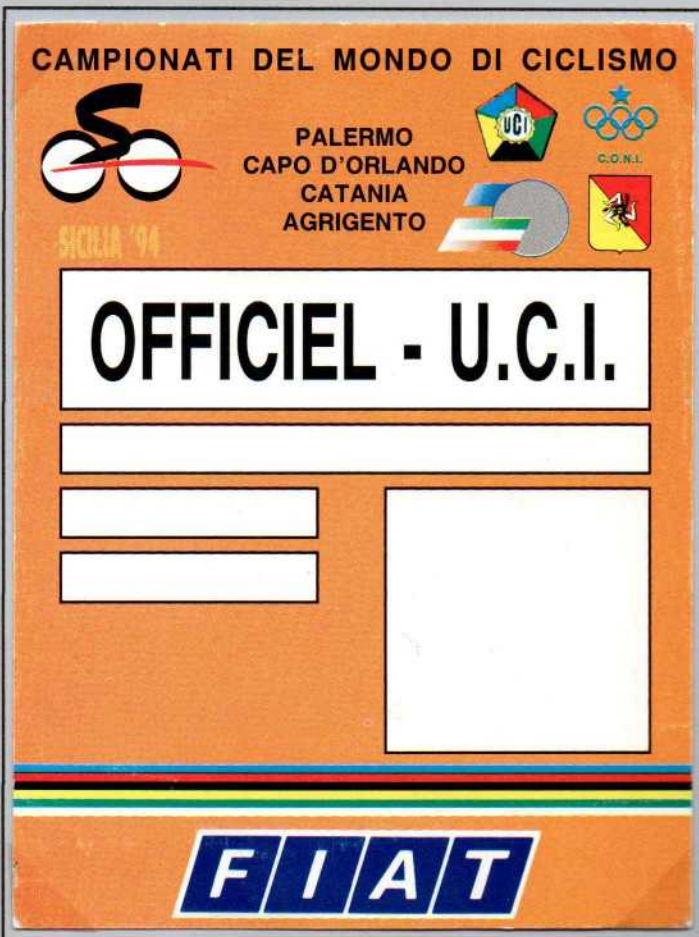 CAMPIONATI DEL MONDO DI CICLISMO
UCI
C.O.N.I.
PALERMO
CAPO D'ORLANDO
CATANIA
AGRIGENTO
SICILIA '94
OFFICIEL - U.C.I.
FIAT